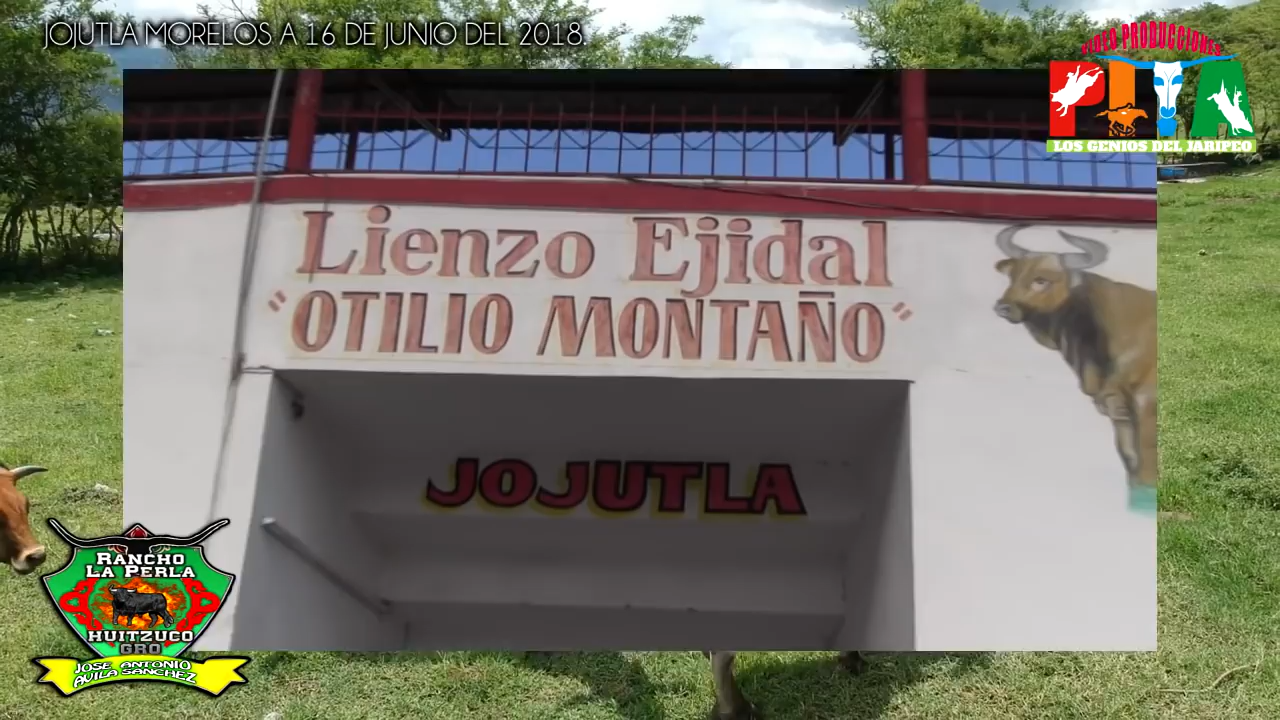 JOJUTLA MORELOS A 16 DE JUNIO DEL 2018.
VIDEO PRODUCCIONES
PITA
LOS GENIOS DEL JARIPEO
Lienzo Ejidal
"OTILIO MONTAÑO"
JOJUTLA
RANCHO
LA PERLA
HUITZUCO
GRO
JOSE ANTONIO
AVILA SANCHEZ